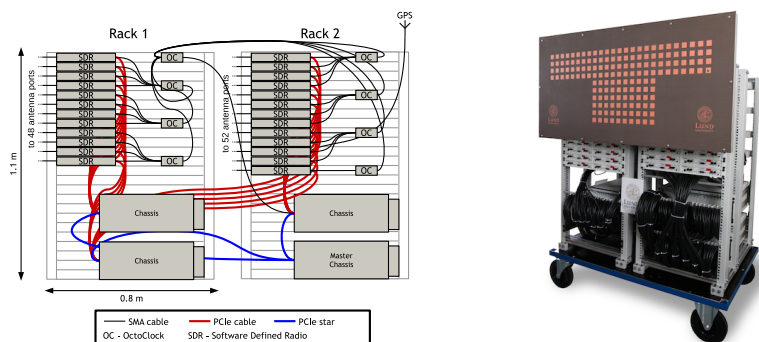 GPS
Rack 1
Rack 2
SDR
SDR
SDR
SDR
SDR
SDR
SDR
SDR
SDR
SDR
SDR
SDR
OC
OC
OC
OC
to 48 antenna ports
SDR
SDR
SDR
SDR
SDR
SDR
SDR
SDR
SDR
SDR
SDR
SDR
SDR
OC
OC
OC
OC
to 52 antenna ports
1.1 m
Chassis
Chassis
Chassis
Master
Chassis
0.8 m
SMA cable
PCIe cable
PCIe star
OC - OctoClock
SDR - Software Defined Radio
LUND